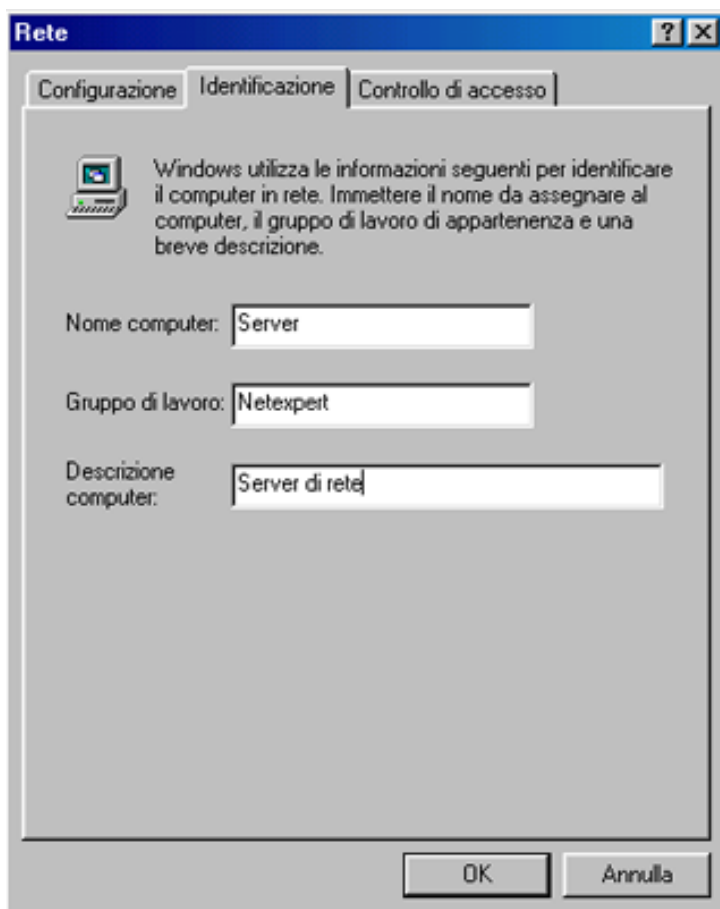 Rete
Configurazione Identificazione Controllo di accesso
Windows utilizza le informazioni seguenti per identificare
il computer in rete. Immettere il nome da assegnare al
computer, il gruppo di lavoro di appartenenza e una
breve descrizione.
Nome computer: Server
Gruppo di lavoro: Netexpert
Descrizione
computer: Server di rete
OK Annulla